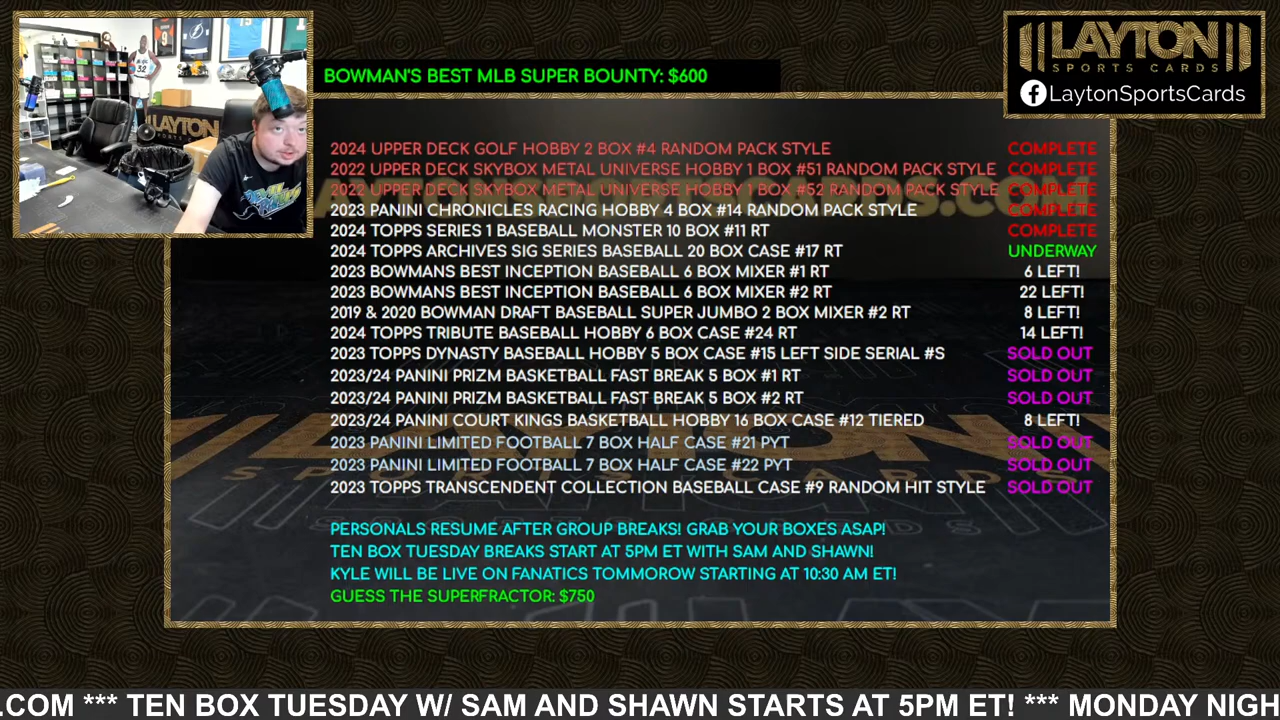 LAYTON
SPORTS CARDS
LaytonSportsCards
BOWMAN'S BEST MLB SUPER BOUNTY: $600
2024 UPPER DECK GOLF HOBBY 2 BOX #4 RANDOM PACK STYLE COMPLETE
2022 UPPER DECK SKYBOX METAL UNIVERSE HOBBY 1 BOX #51 RANDOM PACK STYLE COMPLETE
2022 UPPER DECK SKYBOX METAL UNIVERSE HOBBY 1 BOX #52 RANDOM PACK STYLE COMPLETE
2023 PANINI CHRONICLES RACING HOBBY 4 BOX #14 RANDOM PACK STYLE COMPLETE
2024 TOPPS SERIES 1 BASEBALL MONSTER 10 BOX #11 RT COMPLETE
2024 TOPPS ARCHIVES SIG SERIES BASEBALL 20 BOX CASE #17 RT UNDERWAY
2023 BOWMANS BEST INCEPTION BASEBALL 6 BOX MIXER #1 RT 6 LEFT!
2023 BOWMANS BEST INCEPTION BASEBALL 6 BOX MIXER #2 RT 22 LEFT!
2019 & 2020 BOWMAN DRAFT BASEBALL SUPER JUMBO 2 BOX MIXER #2 RT 8 LEFT!
2024 TOPPS TRIBUTE BASEBALL HOBBY 6 BOX CASE #24 RT 14 LEFT!
2023 TOPPS DYNASTY BASEBALL HOBBY 5 BOX CASE #15 LEFT SIDE SERIAL #S SOLD OUT
2023/24 PANINI PRIZM BASKETBALL FAST BREAK 5 BOX #1 RT SOLD OUT
2023/24 PANINI PRIZM BASKETBALL FAST BREAK 5 BOX #2 RT SOLD OUT
2023/24 PANINI COURT KINGS BASKETBALL HOBBY 16 BOX CASE #12 TIERED 8 LEFT!
2023 PANINI LIMITED FOOTBALL 7 BOX HALF CASE #21 PYT SOLD OUT
2023 PANINI LIMITED FOOTBALL 7 BOX HALF CASE #22 PYT SOLD OUT
2023 TOPPS TRANSCENDENT COLLECTION BASEBALL CASE #9 RANDOM HIT STYLE SOLD OUT
PERSONALS RESUME AFTER GROUP BREAKS! GRAB YOUR BOXES ASAP!
TEN BOX TUESDAY BREAKS START AT 5PM ET WITH SAM AND SHAWN!
KYLE WILL BE LIVE ON FANATICS TOMMOROW STARTING AT 10:30 AM ET!
GUESS THE SUPERFRACTOR: $750
.COM *** TEN BOX TUESDAY W/ SAM AND SHAWN STARTS AT 5PM ET! *** MONDAY NIGH